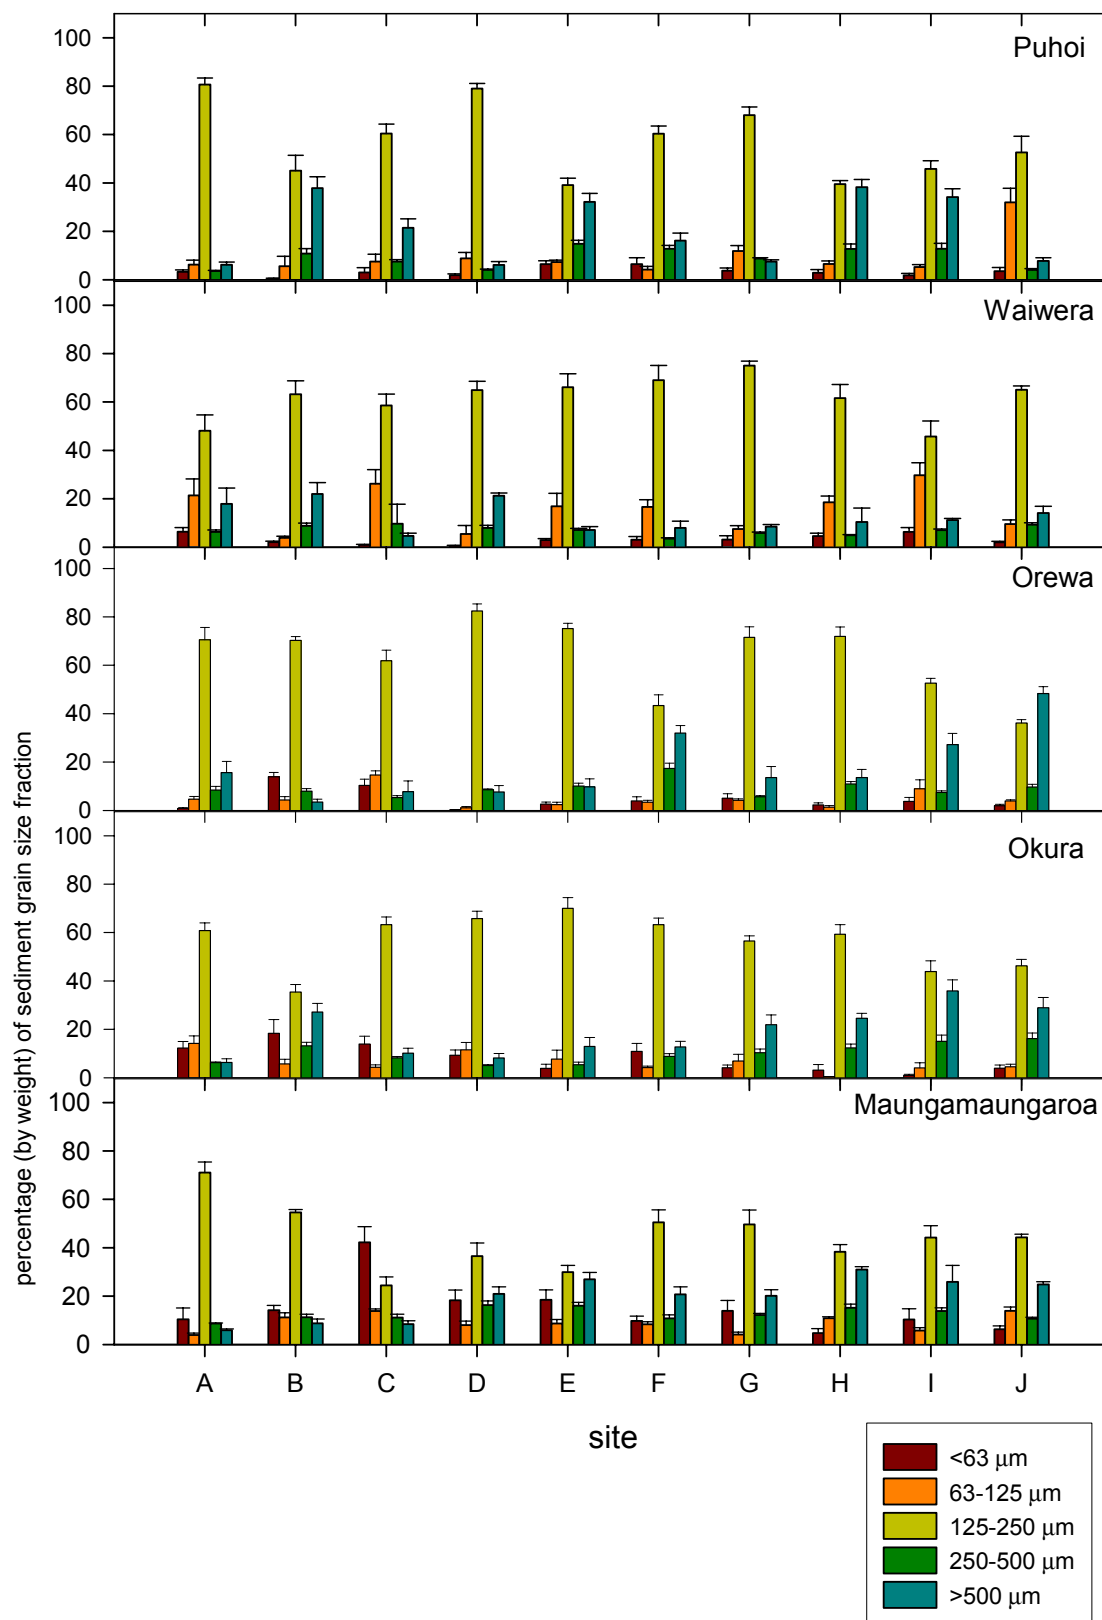 100
80
60
40
20
0
Puhoi
100
80
60
40
20
0
Waiwera
100
80
60
40
20
0
Orewa
100
80
60
40
20
0
Okura
100
80
60
40
20
0
Maungamaungaroa
percentage (by weight) of sediment grain size fraction
A B C D E F G H I J
site
<63 μm
63-125 μm
125-250 μm
250-500 μm
>500 μm